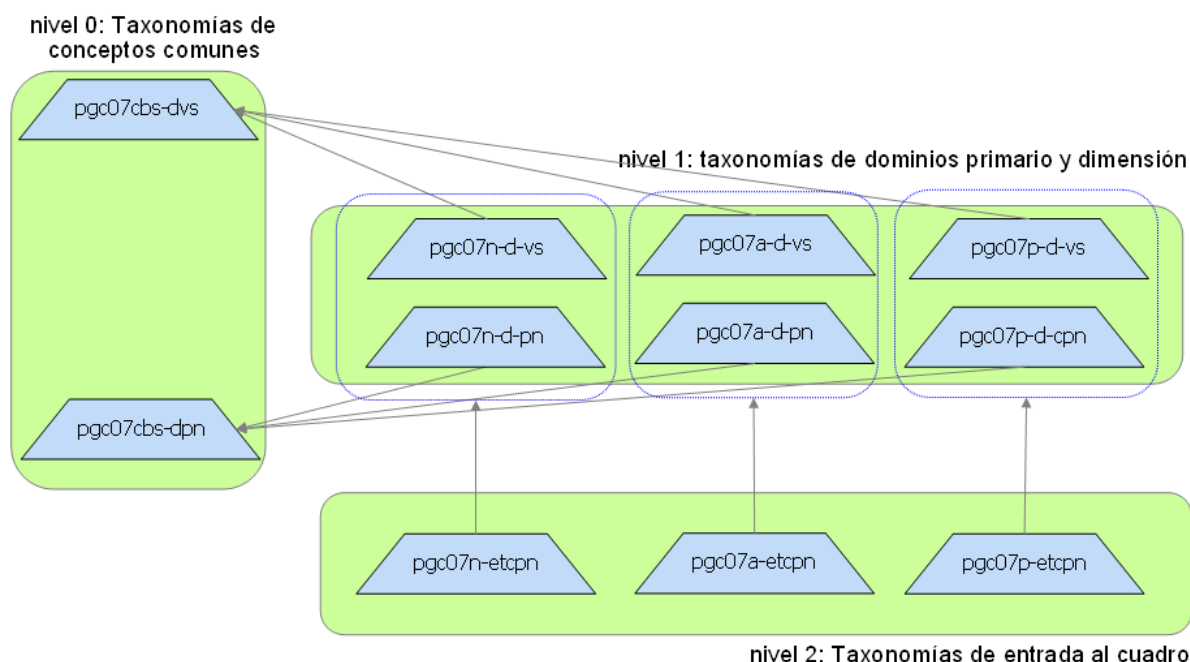 nivel 0: Taxonomías de
conceptos comunes
pgc07cbs-dvs
nivel 1: taxonomías de dominios primario y dimensión
pgc07n-d-vs
pgc07a-d-vs
pgc07p-d-vs
pgc07n-d-pn
pgc07a-d-pn
pgc07p-d-cpn
pgc07cbs-dpn
pgc07n-etcpn
pgc07a-etcpn
pgc07p-etcpn
nivel 2: Taxonomías de entrada al cuadro